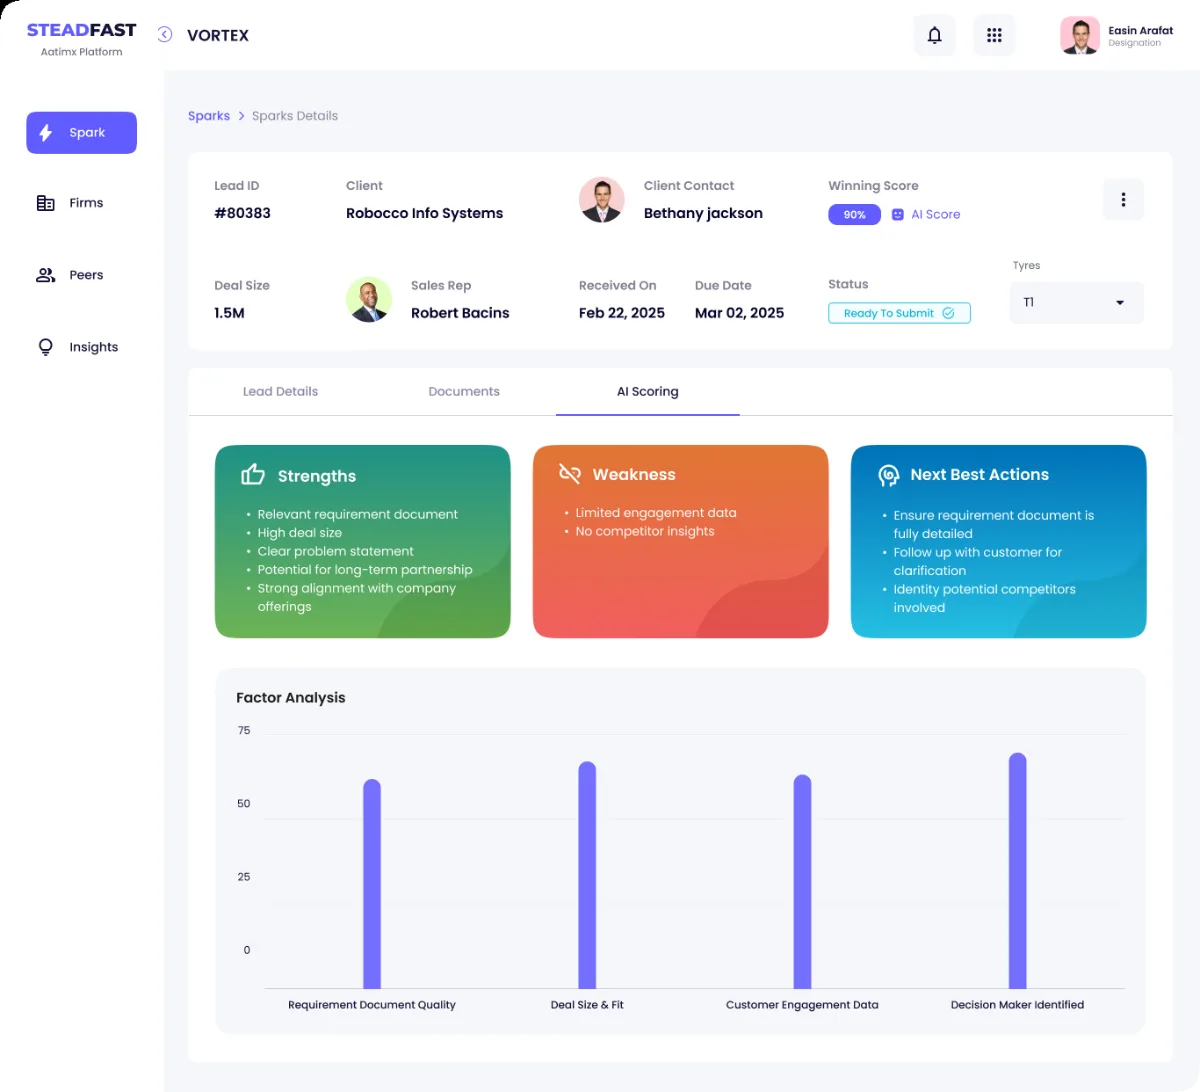 STEADFAST
Aatimx Platform
VORTEX
Easin Arafat
Designation
Spark
Firms
Peers
Insights
Sparks > Sparks Details
Lead ID
#80383
Client
Robocco Info Systems
Client Contact
Bethany jackson
Winning Score
90%
AI Score
Deal Size
1.5M
Sales Rep
Robert Bacins
Received On
Feb 22, 2025
Due Date
Mar 02, 2025
Status
Ready To Submit
Tyres
T1
Lead Details
Documents
AI Scoring
Strengths
• Relevant requirement document
• High deal size
• Clear problem statement
• Potential for long-term partnership
• Strong alignment with company
offerings
Weakness
• Limited engagement data
• No competitor insights
Next Best Actions
• Ensure requirement document is
fully detailed
• Follow up with customer for
clarification
• Identity potential competitors
involved
Factor Analysis
75
50
25
0
Requirement Document Quality
Deal Size & Fit
Customer Engagement Data
Decision Maker Identified